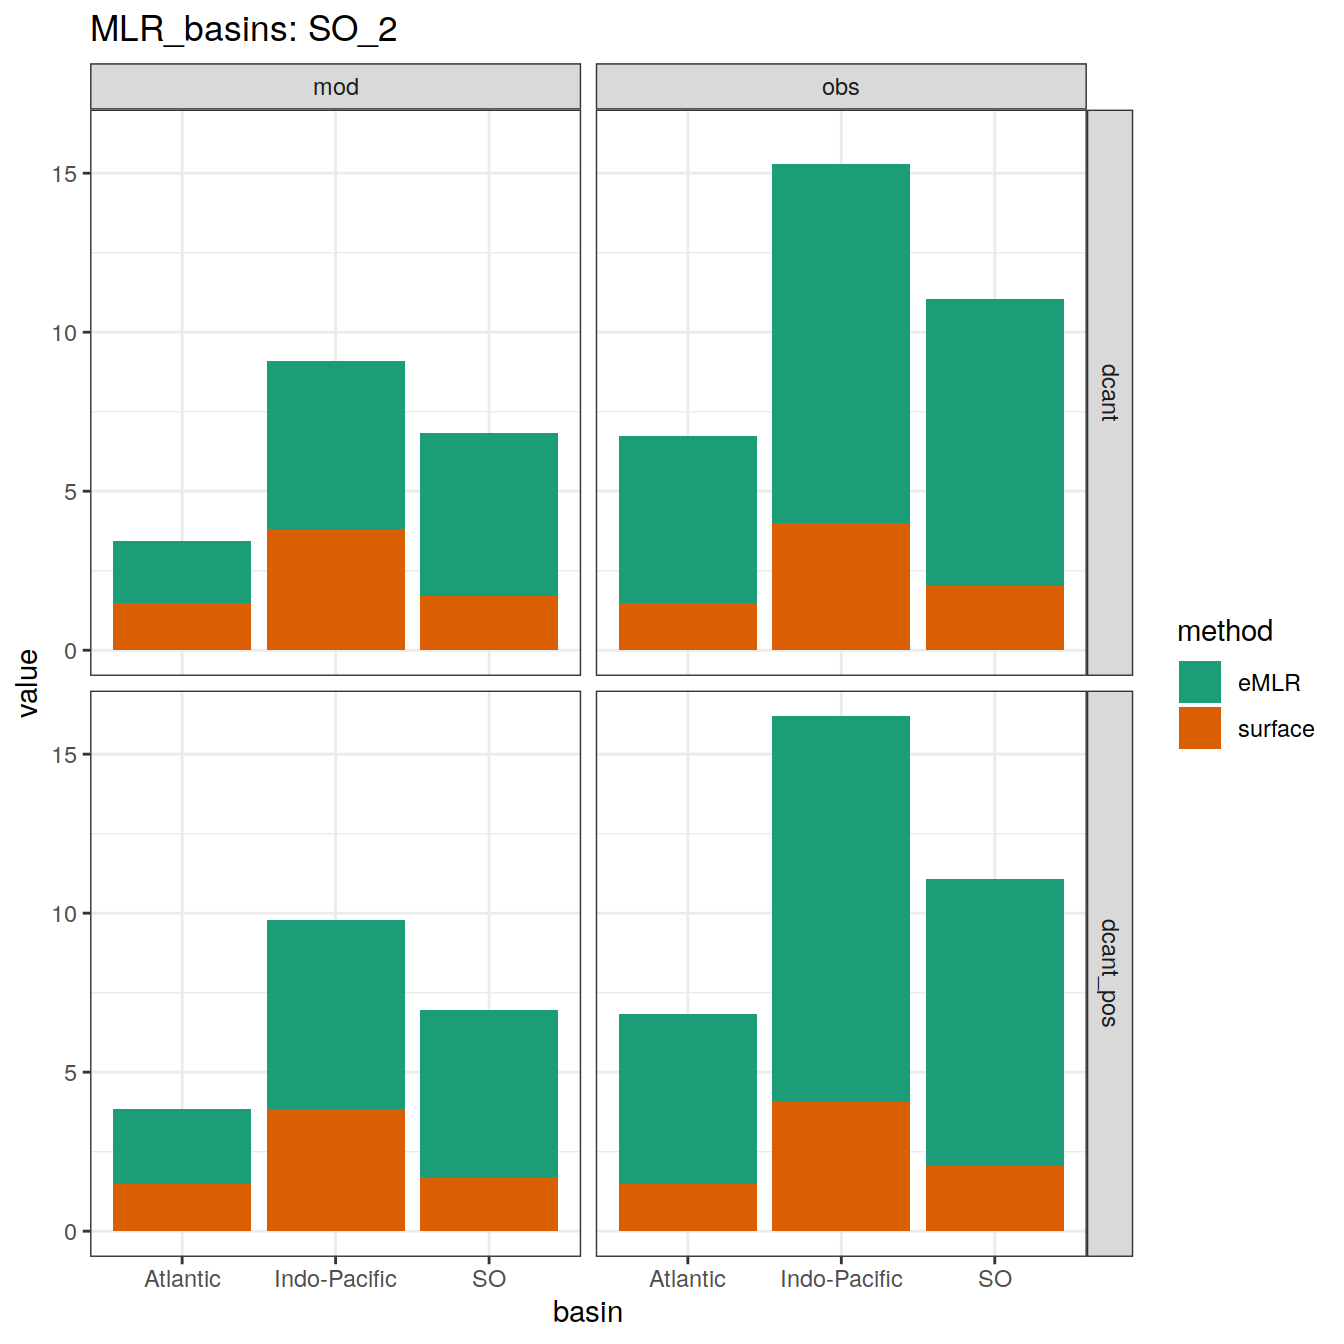 MLR_basins: SO_2
mod
obs
15
10
5
0
dcant
15
10
5
0
dcant_pos
value
Atlantic
Indo-Pacific
SO
Atlantic
Indo-Pacific
SO
basin
method
eMLR
surface